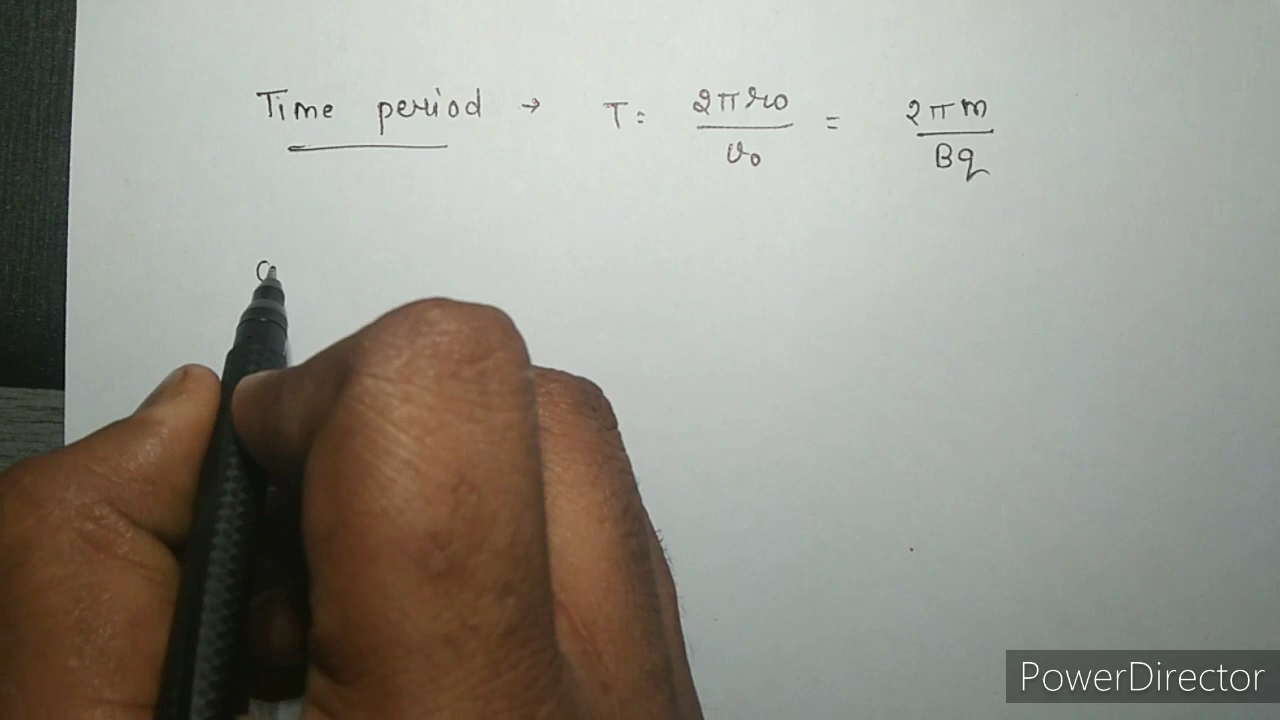 Time period → T = 2πr0 / v0 = 2πm / Bq
PowerDirector